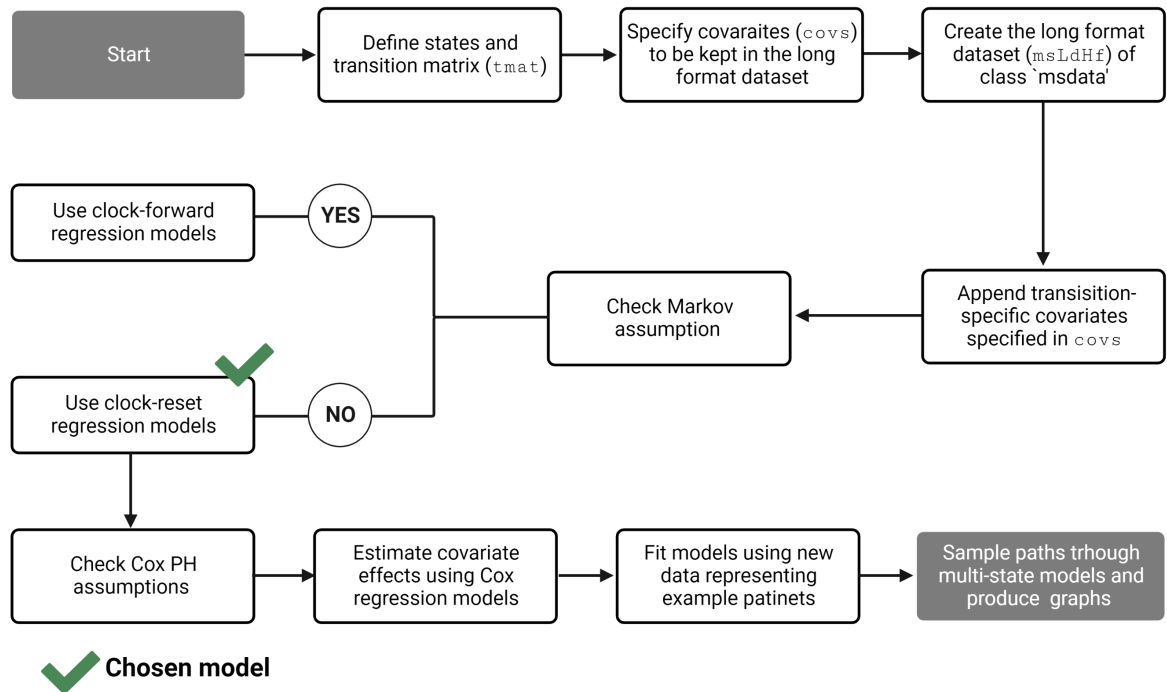 Start
Define states and
transition matrix (tmat)
Specify covaraites (covs)
to be kept in the long
format dataset
Create the long format
dataset (msLdHf) of
class `msdata'
Use clock-forward
regression models
YES
Check Markov
assumption
Append transisition-
specific covariates
specified in covs
Use clock-reset
regression models
NO
Check Cox PH
assumptions
Estimate covariate
effects using Cox
regression models
Fit models using new
data representing
example patinets
Sample paths trhough
multi-state models and
produce graphs
Chosen model